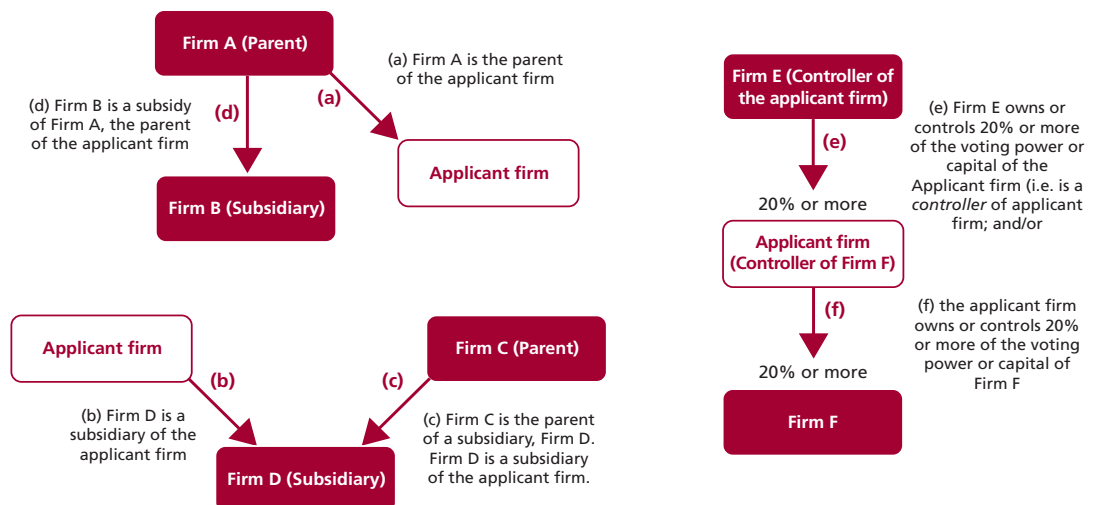 Firm A (Parent)
(a) Firm A is the parent
of the applicant firm
(a)
(d) Firm B is a subsidy
of Firm A, the parent
of the applicant firm
(d)
Applicant firm
Firm B (Subsidiary)
Applicant firm
Firm C (Parent)
(b)
(c)
(b) Firm D is a
subsidiary of the
applicant firm
(c) Firm C is the parent
of a subsidiary, Firm D.
Firm D is a subsidiary
of the applicant firm.
Firm D (Subsidiary)
Firm E (Controller of
the applicant firm)
(e)
(e) Firm E owns or
controls 20% or more
of the voting power or
capital of the
Applicant firm (i.e. is a
controller of applicant
firm; and/or
20% or more
Applicant firm
(Controller of Firm F)
(f)
(f) the applicant firm
owns or controls 20%
or more of the voting
power or capital of
Firm F
20% or more
Firm F